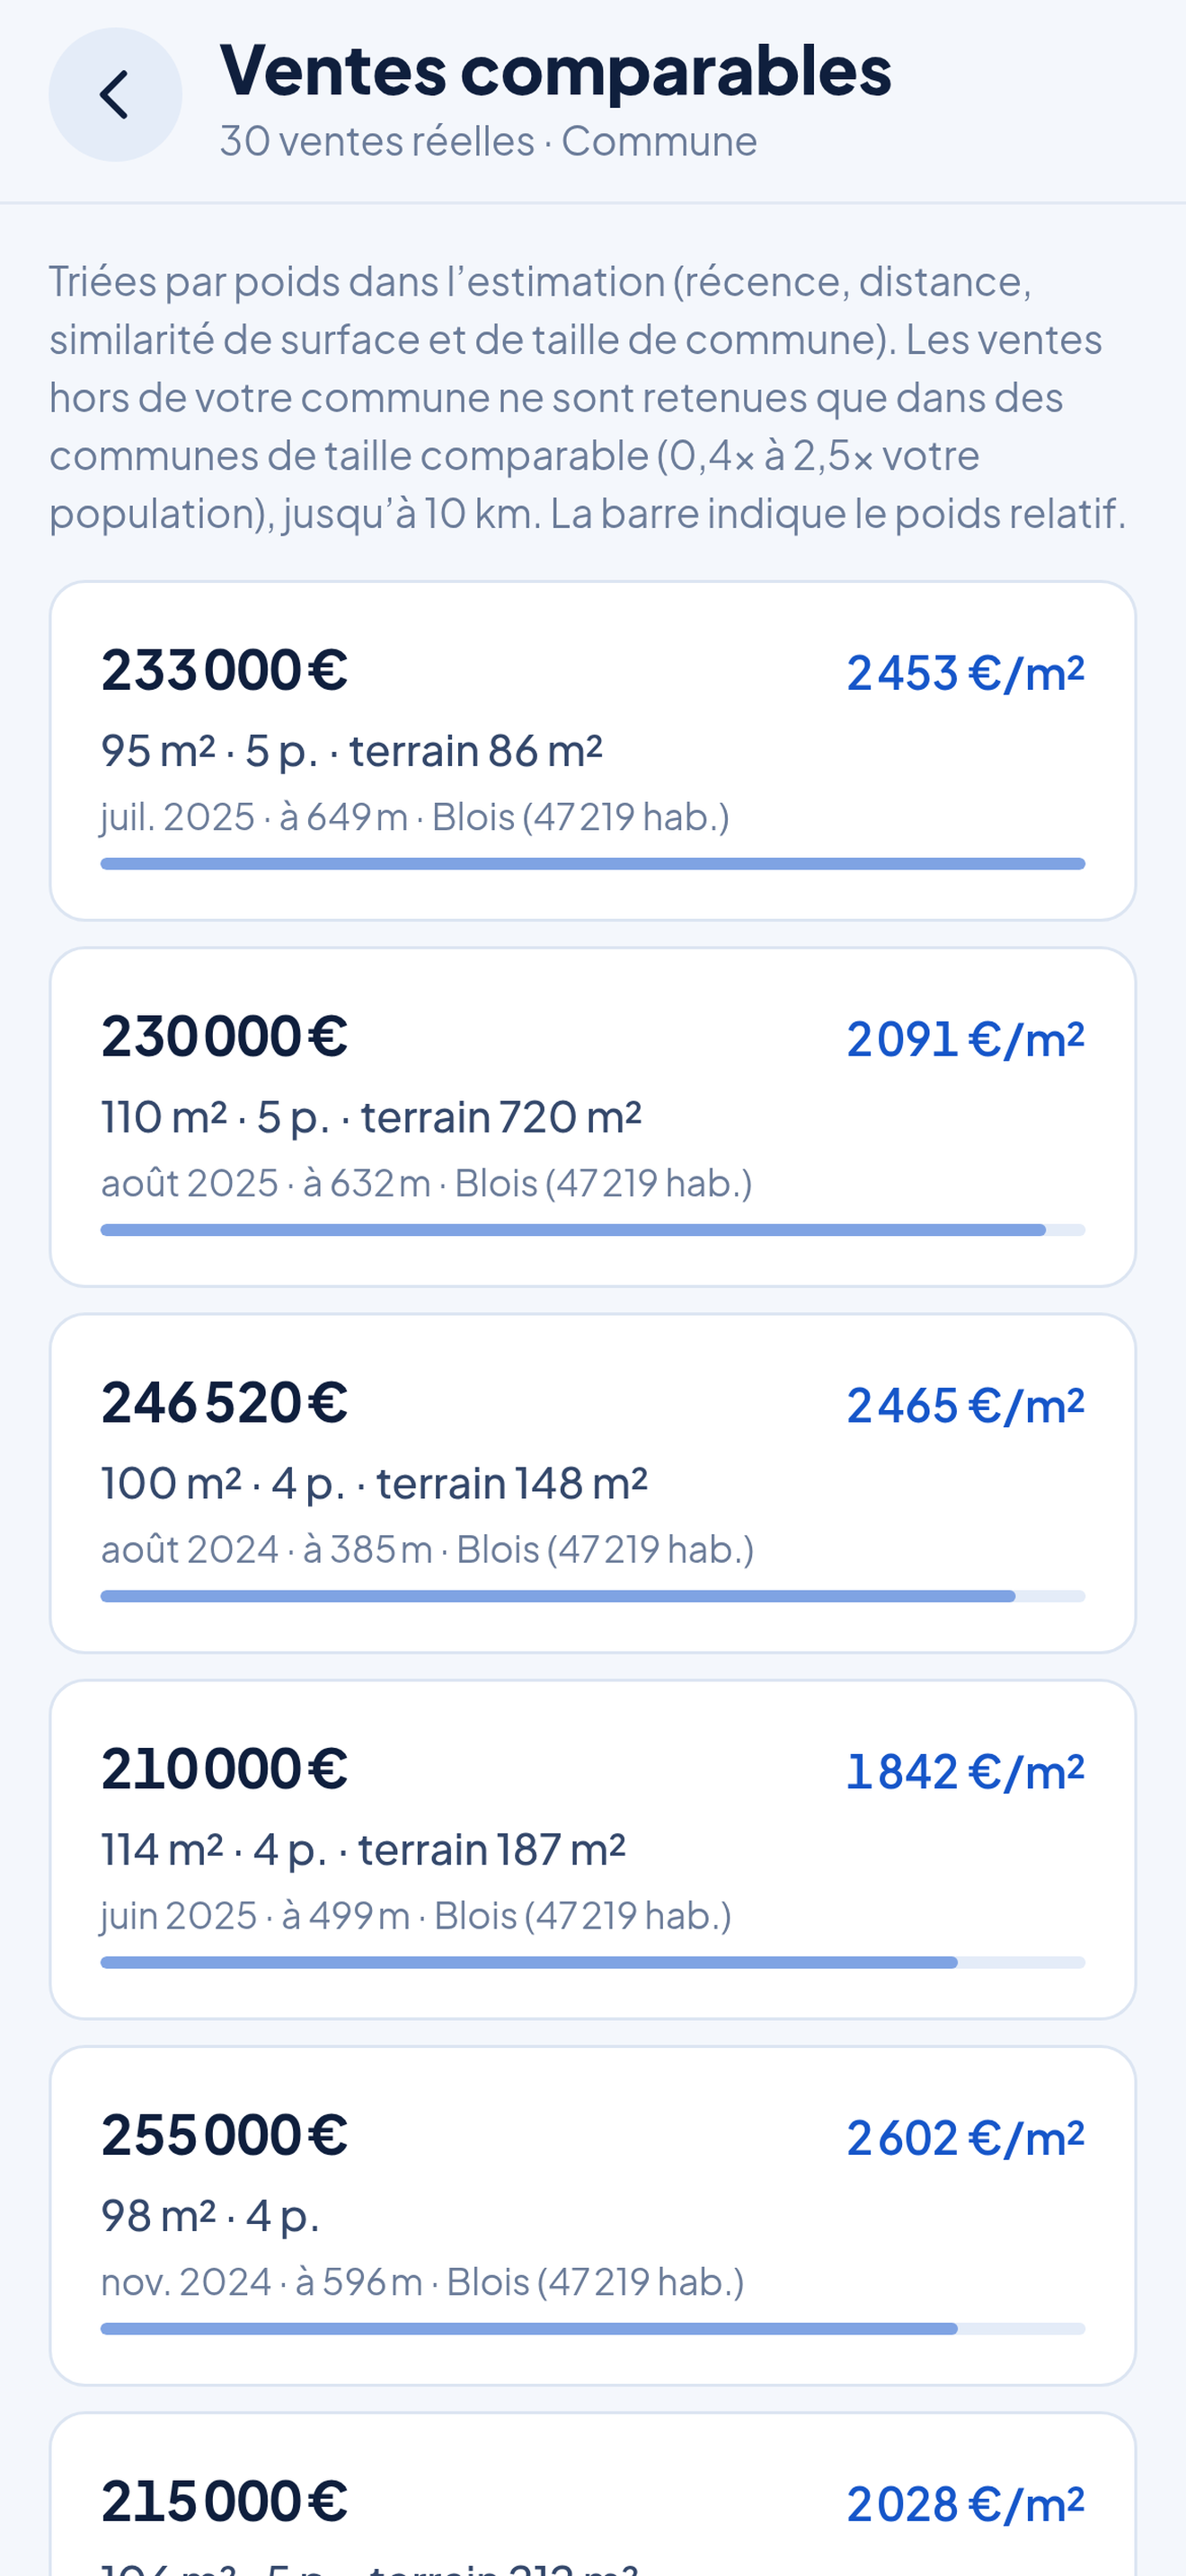 Ventes comparables
30 ventes réelles · Commune
Triées par poids dans l’estimation (récence, distance,
similarité de surface et de taille de commune). Les ventes
hors de votre commune ne sont retenues que dans des
communes de taille comparable (0,4× à 2,5× votre
population), jusqu’à 10 km. La barre indique le poids relatif.
233 000 €
2 453 €/m²
95 m² · 5 p. · terrain 86 m²
juil. 2025 · à 649 m · Blois (47 219 hab.)
230 000 €
2 091 €/m²
110 m² · 5 p. · terrain 720 m²
août 2025 · à 632 m · Blois (47 219 hab.)
246 520 €
2 465 €/m²
100 m² · 4 p. · terrain 148 m²
août 2024 · à 385 m · Blois (47 219 hab.)
210 000 €
1 842 €/m²
114 m² · 4 p. · terrain 187 m²
juin 2025 · à 499 m · Blois (47 219 hab.)
255 000 €
2 602 €/m²
98 m² · 4 p.
nov. 2024 · à 596 m · Blois (47 219 hab.)
215 000 €
2 028 €/m²
106 m² · 5 p. · terrain 212 m²